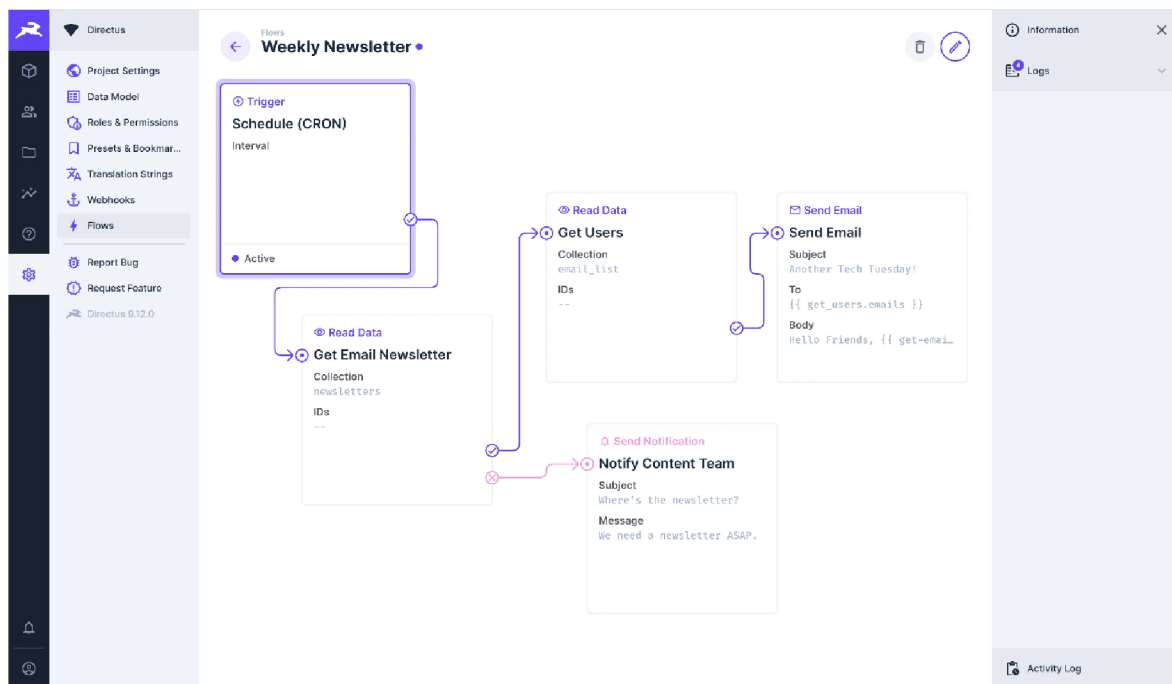 Directus
Project Settings
Data Model
Roles & Permissions
Presets & Bookmar...
Translation Strings
Webhooks
Flows
Report Bug
Request Feature
Directus 9.12.0
Flows
Weekly Newsletter
Trigger
Schedule (CRON)
Interval
Active
Read Data
Get Email Newsletter
Collection
newsletters
IDs
--
Read Data
Get Users
Collection
email_list
IDs
--
Send Email
Send Email
Subject
Another Tech Tuesday!
To
{{ get_users.emails }}
Body
Hello Friends, {{ get-emai…
Send Notification
Notify Content Team
Subject
Where's the newsletter?
Message
We need a newsletter ASAP.
Information
4
Logs
Activity Log